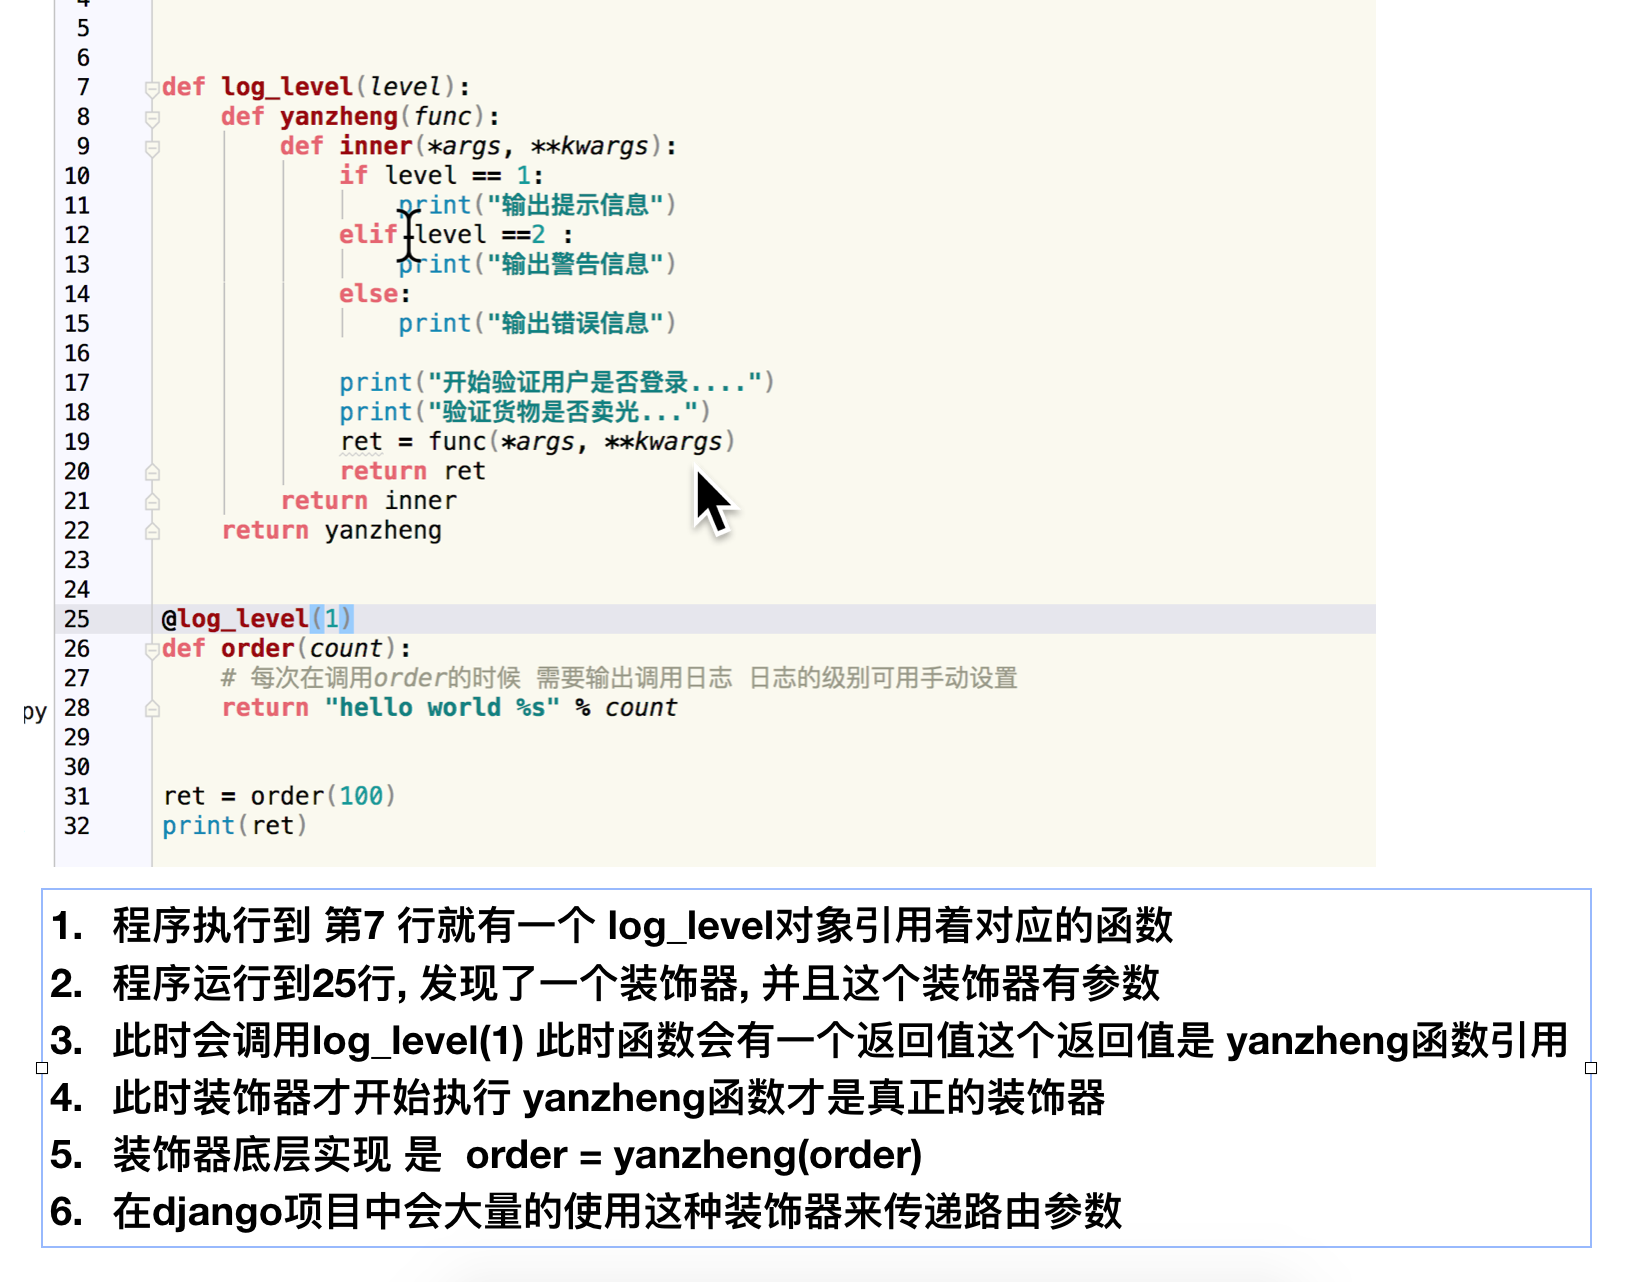 4
5
6
7 def log_level(level):
8 def yanzheng(func):
9 def inner(*args, **kwargs):
10 if level == 1:
11 print("输出提示信息")
12 elif level ==2 :
13 print("输出警告信息")
14 else:
15 print("输出错误信息")
16
17 print("开始验证用户是否登录....")
18 print("验证货物是否卖光...")
19 ret = func(*args, **kwargs)
20 return ret
21 return inner
22 return yanzheng
23
24
25 @log_level(1)
26 def order(count):
27 # 每次在调用order的时候 需要输出调用日志 日志的级别可用手动设置
py 28 return "hello world %s" % count
29
30
31 ret = order(100)
32 print(ret)
1. 程序执行到 第7 行就有一个 log_level对象引用着对应的函数
2. 程序运行到25行, 发现了一个装饰器, 并且这个装饰器有参数
3. 此时会调用log_level(1) 此时函数会有一个返回值这个返回值是 yanzheng函数引用
4. 此时装饰器才开始执行 yanzheng函数才是真正的装饰器
5. 装饰器底层实现 是 order = yanzheng(order)
6. 在django项目中会大量的使用这种装饰器来传递路由参数